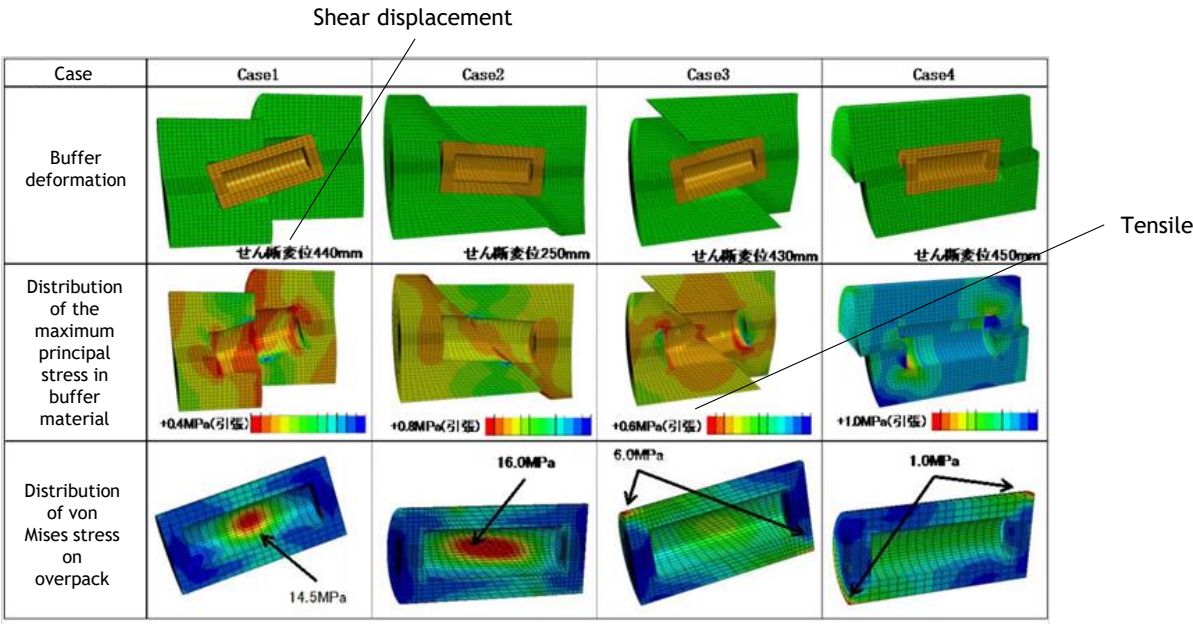 Shear displacement
Case
Case1
Case2
Case3
Case4
Buffer
deformation
せん断変位440mm
せん断変位250mm
せん断変位430mm
せん断変位450mm
Tensile
Distribution
of the
maximum
principal
stress in
buffer
material
+0.4MPa(引張)
+0.8MPa(引張)
+0.6MPa(引張)
+1.0MPa(引張)
Distribution
of von
Mises stress
on
overpack
14.5MPa
16.0MPa
6.0MPa
1.0MPa